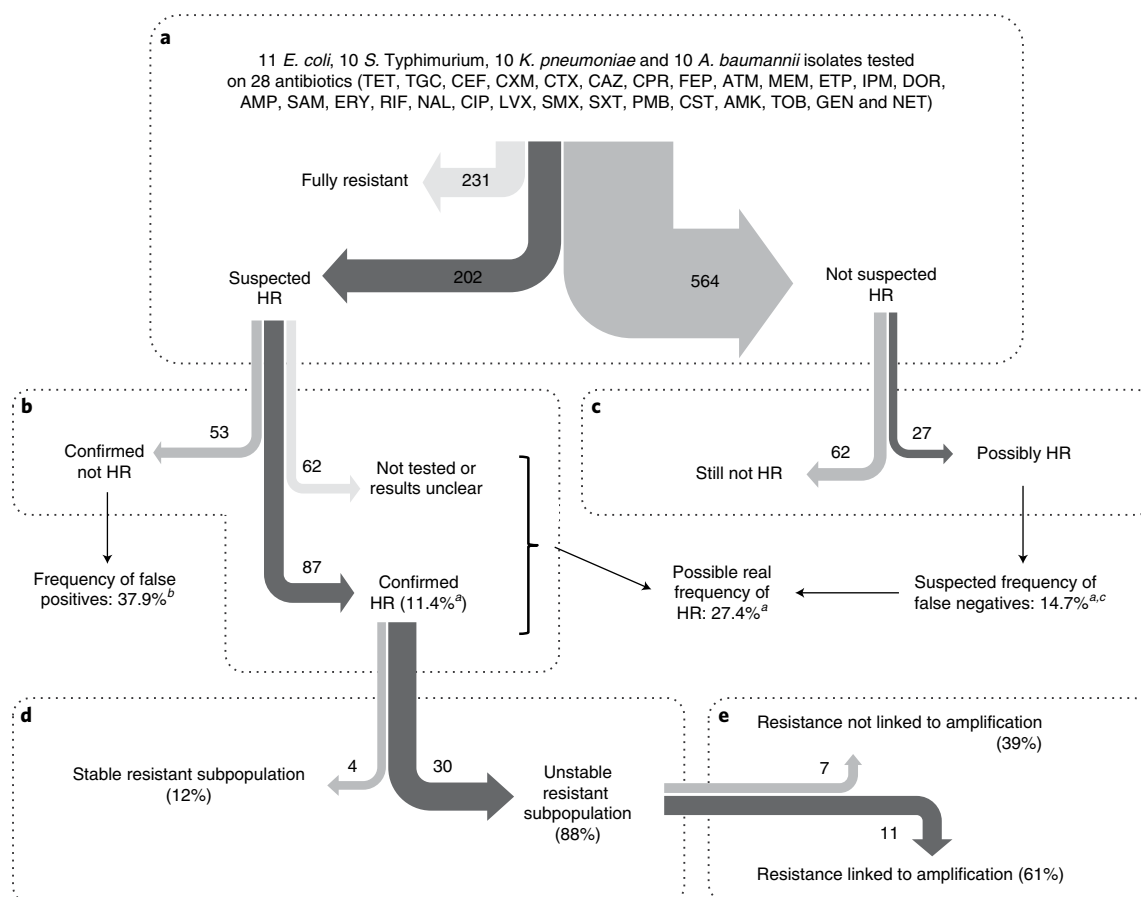 a
11 E. coli, 10 S. Typhimurium, 10 K. pneumoniae and 10 A. baumannii isolates tested
on 28 antibiotics (TET, TGC, CEF, CXM, CTX, CAZ, CPR, FEP, ATM, MEM, ETP, IPM, DOR,
AMP, SAM, ERY, RIF, NAL, CIP, LVX, SMX, SXT, PMB, CST, AMK, TOB, GEN and NET)
Fully resistant
231
Suspected
HR
202
564
Not suspected
HR
b
53
Confirmed
not HR
62
Not tested or
results unclear
87
Confirmed
HR (11.4%a)
Frequency of false
positives: 37.9%b
c
62
Still not HR
27
Possibly HR
Possible real
frequency of
HR: 27.4%a
Suspected frequency of
false negatives: 14.7%a,c
d
4
Stable resistant subpopulation
(12%)
30
Unstable
resistant
subpopulation
(88%)
e
Resistance not linked to amplification
(39%)
7
11
Resistance linked to amplification (61%)